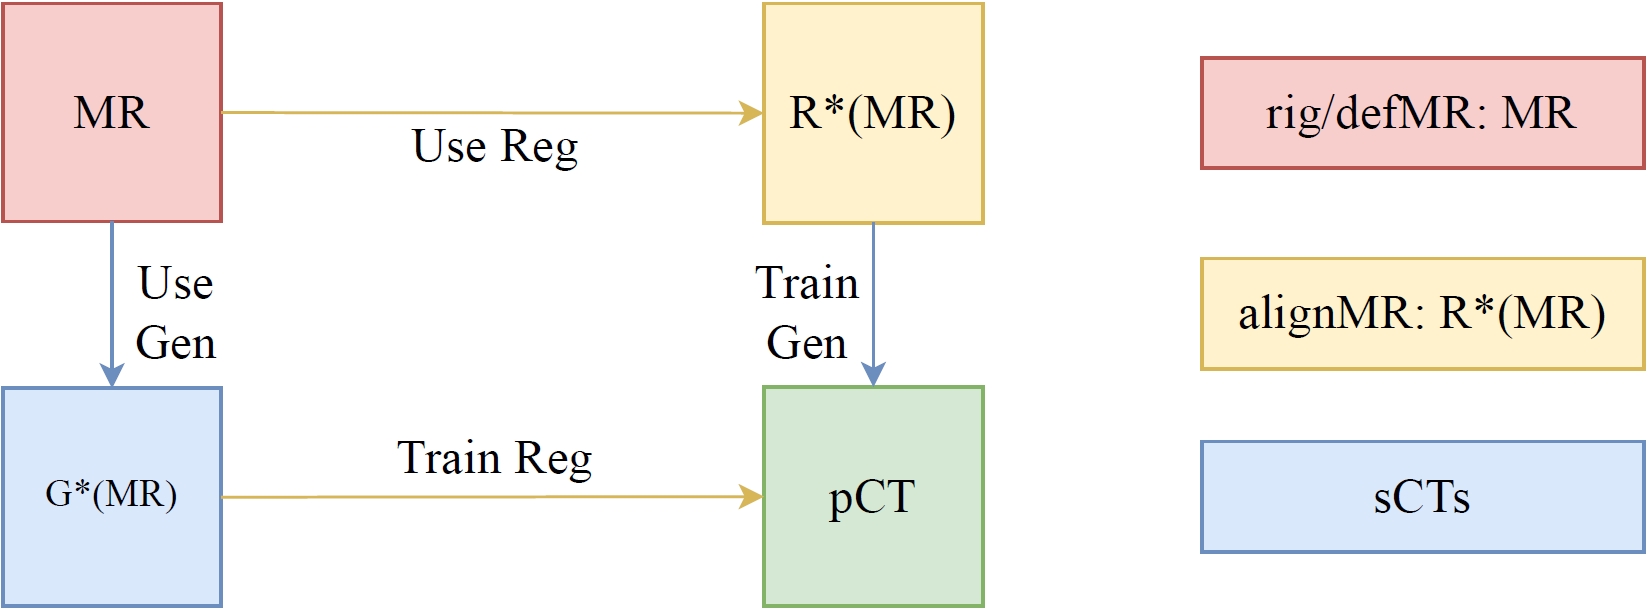 MR
Use Reg
R*(MR)
rig/defMR: MR
Use
Gen
Train
Gen
alignMR: R*(MR)
G*(MR)
Train Reg
pCT
sCTs